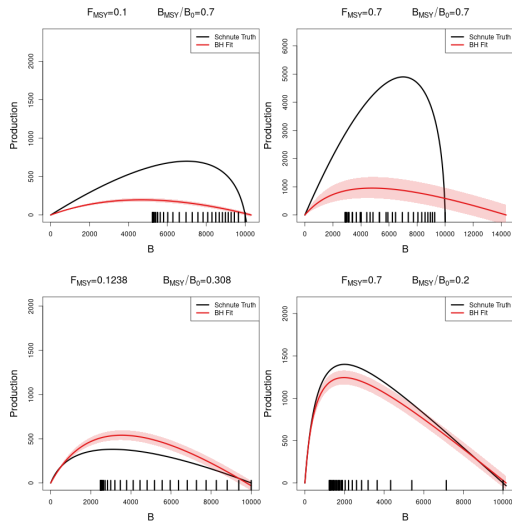 F_MSY=0.1 B_MSY/B_0=0.7
Production
2000
1500
1000
500
0
Schnute Truth
BH Fit
0 2000 4000 6000 8000 10000
B
F_MSY=0.7 B_MSY/B_0=0.7
Production
6000
5000
4000
3000
2000
1000
0
Schnute Truth
BH Fit
0 2000 4000 6000 8000 10000 12000 14000
B
F_MSY=0.1238 B_MSY/B_0=0.308
Production
2000
1500
1000
500
0
Schnute Truth
BH Fit
0 2000 4000 6000 8000 10000
B
F_MSY=0.7 B_MSY/B_0=0.2
Production
2000
1500
1000
500
0
Schnute Truth
BH Fit
0 2000 4000 6000 8000 10000
B